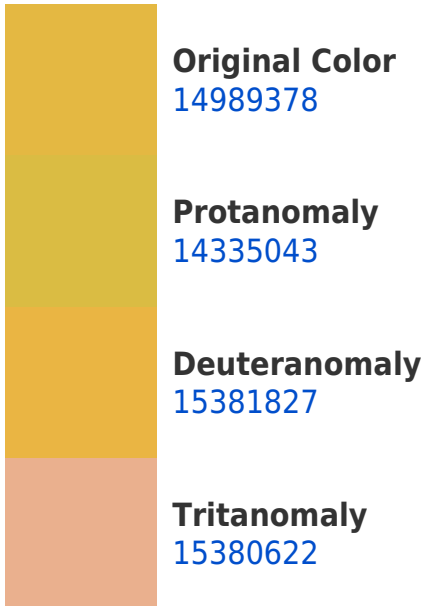 Original Color
14989378
Protanomaly
14335043
Deuteranomaly
15381827
Tritanomaly
15380622